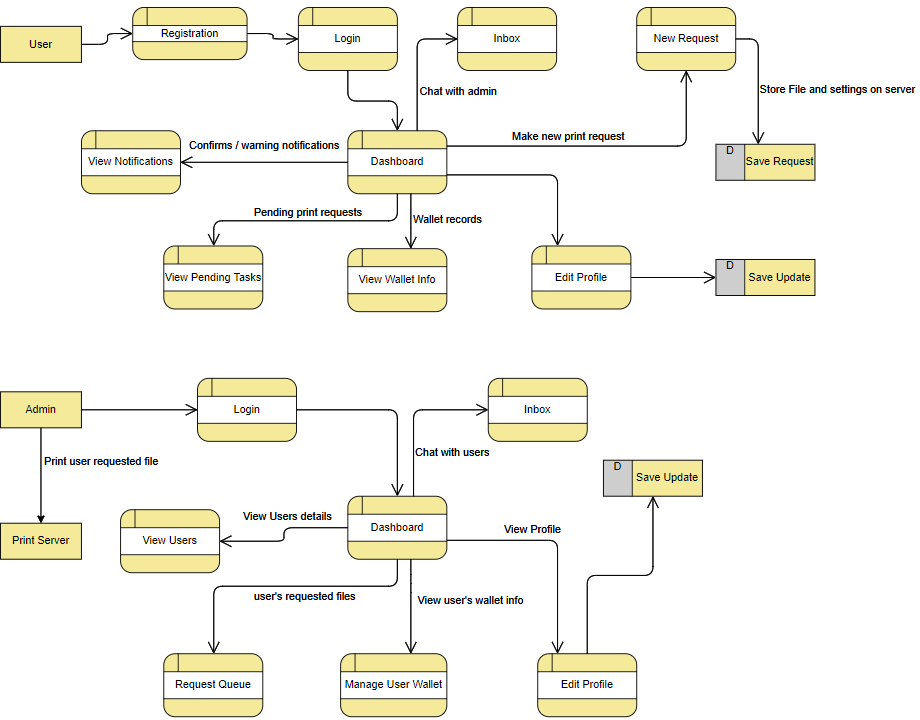 User
Registration
Login
Inbox
New Request
Chat with admin
Store File and settings on server
Make new print request
Confirms / warning notifications
D
View Notifications
Dashboard
Save Request
Pending print requests
Wallet records
D
View Pending Tasks
View Wallet Info
Edit Profile
Save Update
Admin
Login
Inbox
Chat with users
Print user requested file
D
Save Update
View Users details
Dashboard
View Profile
Print Server
View Users
user's requested files
View user's wallet info
Request Queue
Manage User Wallet
Edit Profile